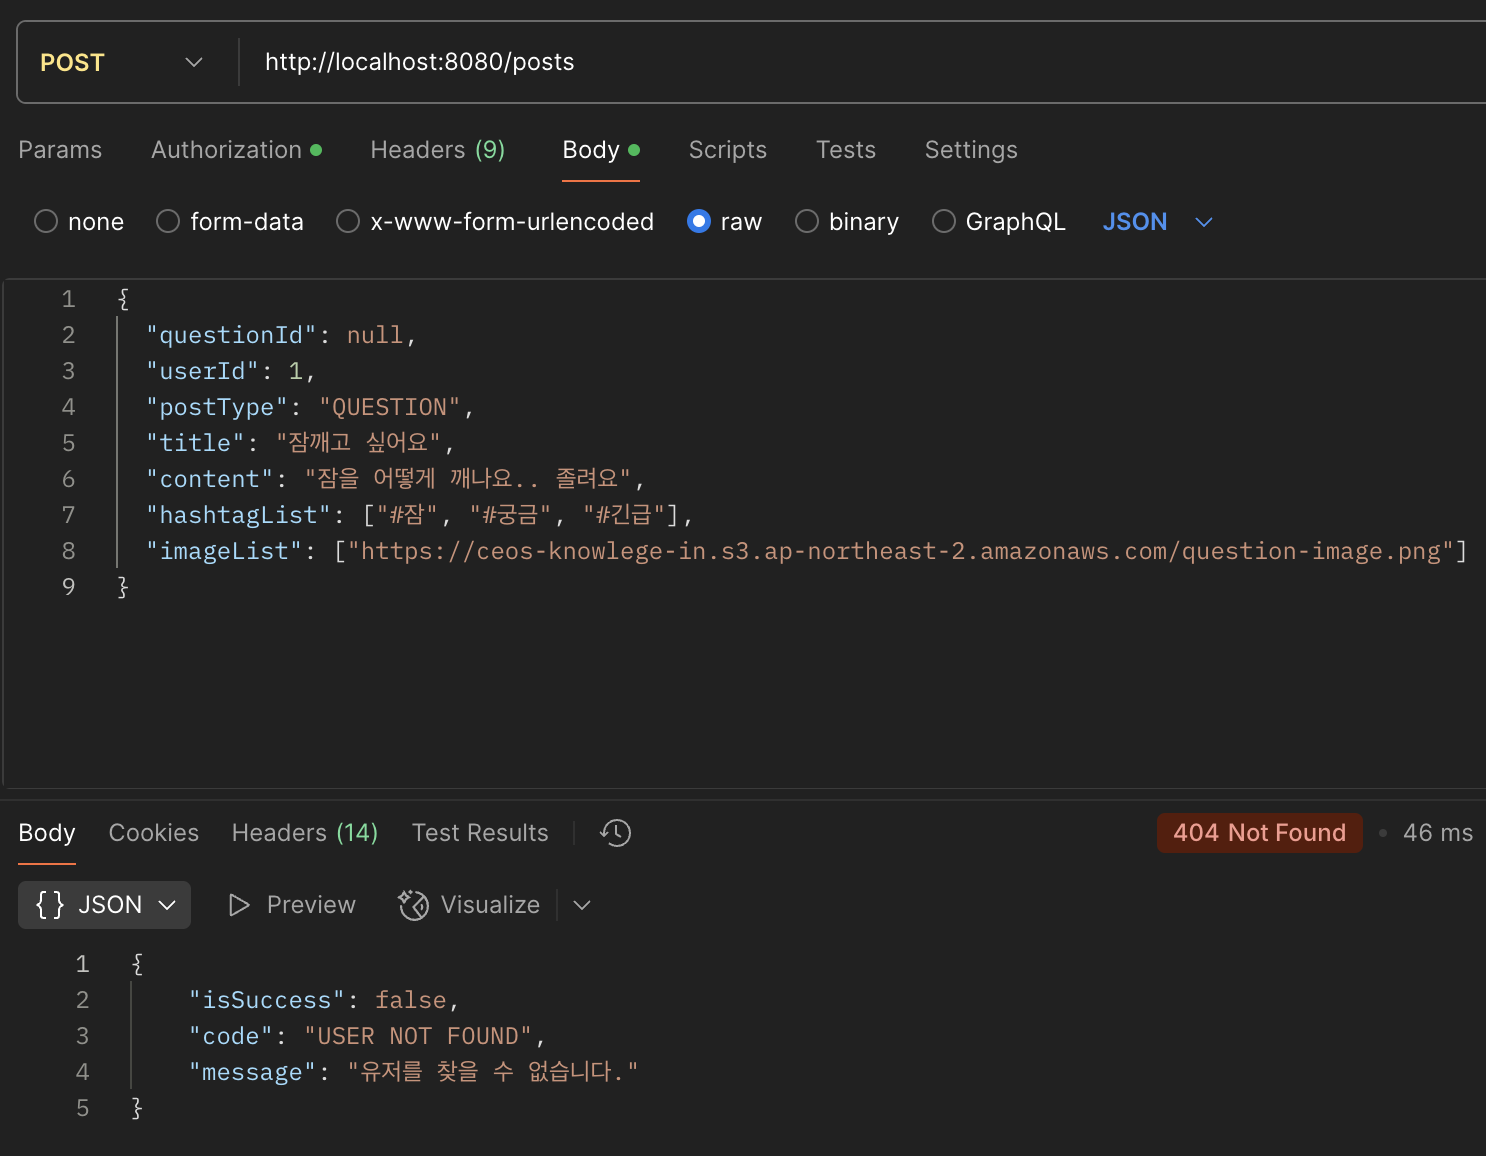 POST http://localhost:8080/posts
Params Authorization Headers (9) Body Scripts Tests Settings
none form-data x-www-form-urlencoded raw binary GraphQL JSON
1 {
2 "questionId": null,
3 "userId": 1,
4 "postType": "QUESTION",
5 "title": "잠깨고 싶어요",
6 "content": "잠을 어떻게 깨나요.. 졸려요",
7 "hashtagList": ["#잠", "#궁금", "#긴급"],
8 "imageList": ["https://ceos-knowlege-in.s3.ap-northeast-2.amazonaws.com/question-image.png"]
9 }
Body Cookies Headers (14) Test Results 404 Not Found • 46 ms
{} JSON Preview Visualize
1 {
2 "isSuccess": false,
3 "code": "USER NOT FOUND",
4 "message": "유저를 찾을 수 없습니다."
5 }